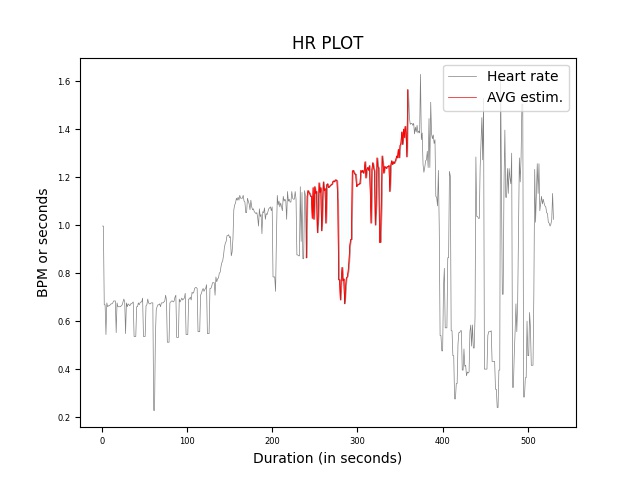 HR PLOT
Heart rate
AVG estim.
BPM or seconds
1.6
1.4
1.2
1.0
0.8
0.6
0.4
0.2
0
100
200
300
400
500
Duration (in seconds)